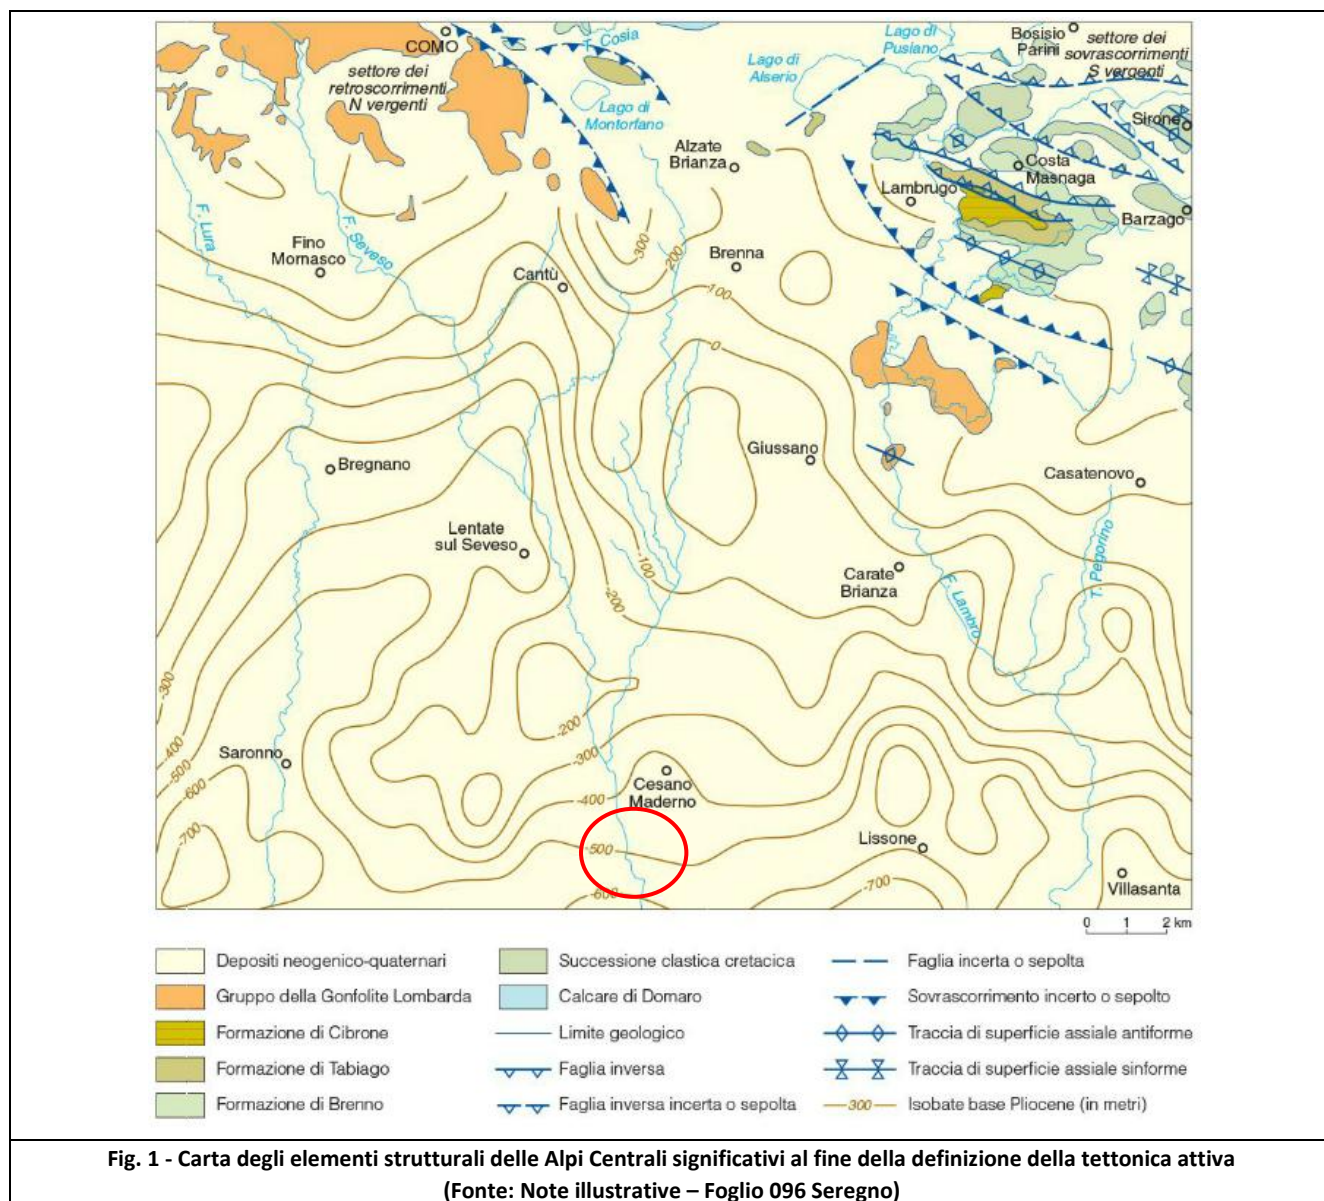 COMO
T. Cosia
settore dei
retroscorrimenti
N vergenti
Lago di
Montorfano
Lago di
Alserio
Lago di
Pusiano
Bosisio
Parini
settore dei
sovrascorrimenti
S vergenti
Sirone
Alzate
Brianza
Costa
Masnaga
Lambrugo
Barzago
F. Lura
F. Seveso
Fino
Mornasco
Cantù
Brenna
300
200
100
0
Bregnano
Giussano
Casatenovo
Lentate
sul Seveso
-100
-200
Carate
Brianza
F. Lambro
T. Pegorino
-300
-400
-500
-600
-700
Saronno
-200
-300
-400
Cesano
Maderno
-500
-600
Lissone
-700
Villasanta
0 1 2 km
Depositi neogenico-quaternari
Gruppo della Gonfolite Lombarda
Formazione di Cibrone
Formazione di Tabiago
Formazione di Brenno
Successione clastica cretacica
Calcare di Domaro
Limite geologico
Faglia inversa
Faglia inversa incerta o sepolta
Faglia incerta o sepolta
Sovrascorrimento incerto o sepolto
Traccia di superficie assiale antiforme
Traccia di superficie assiale sinforme
-300 Isobate base Pliocene (in metri)
Fig. 1 - Carta degli elementi strutturali delle Alpi Centrali significativi al fine della definizione della tettonica attiva
(Fonte: Note illustrative – Foglio 096 Seregno)